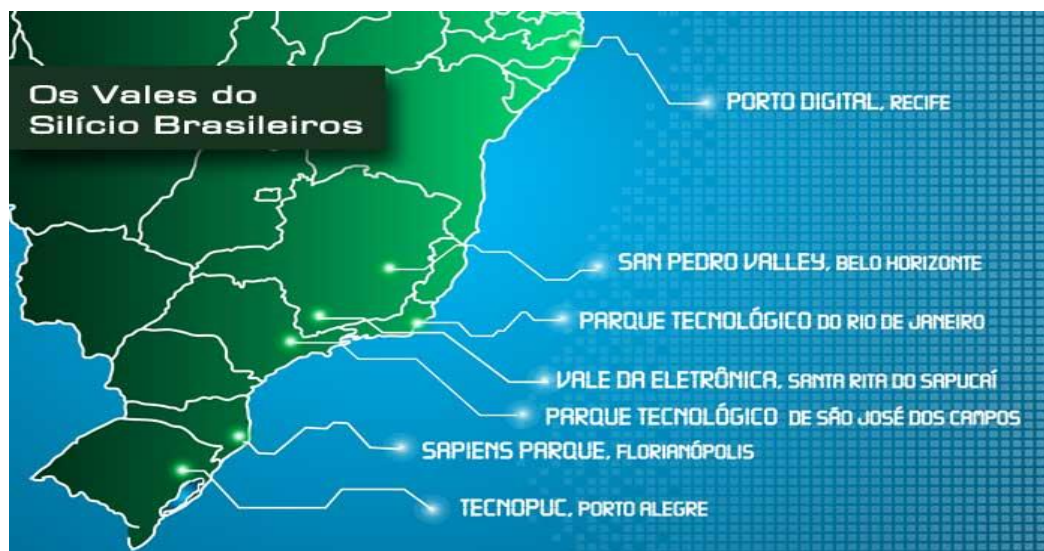 Os Vales do
Silício Brasileiros
PORTO DIGITAL, RECIFE
SAN PEDRO VALLEY, BELO HORIZONTE
PARQUE TECNOLÓGICO DO RIO DE JANEIRO
VALE DA ELETRÔNICA, SANTA RITA DO SAPUCAÍ
PARQUE TECNOLÓGICO DE SÃO JOSÉ DOS CAMPOS
SAPIENS PARQUE, FLORIANÓPOLIS
TECNOPUC, PORTO ALEGRE